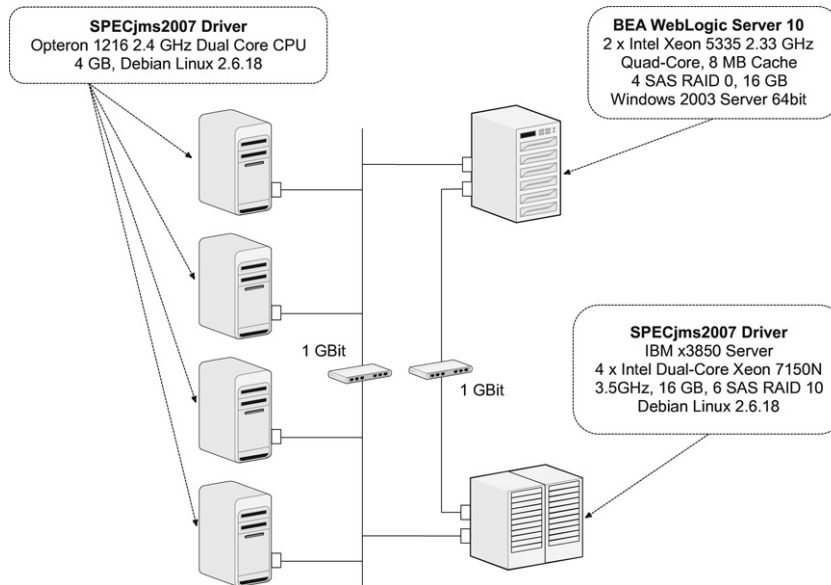 SPECjms2007 Driver
Opteron 1216 2.4 GHz Dual Core CPU
4 GB, Debian Linux 2.6.18
BEA WebLogic Server 10
2 x Intel Xeon 5335 2.33 GHz
Quad-Core, 8 MB Cache
4 SAS RAID 0, 16 GB
Windows 2003 Server 64bit
1 GBit
1 GBit
SPECjms2007 Driver
IBM x3850 Server
4 x Intel Dual-Core Xeon 7150N
3.5GHz, 16 GB, 6 SAS RAID 10
Debian Linux 2.6.18